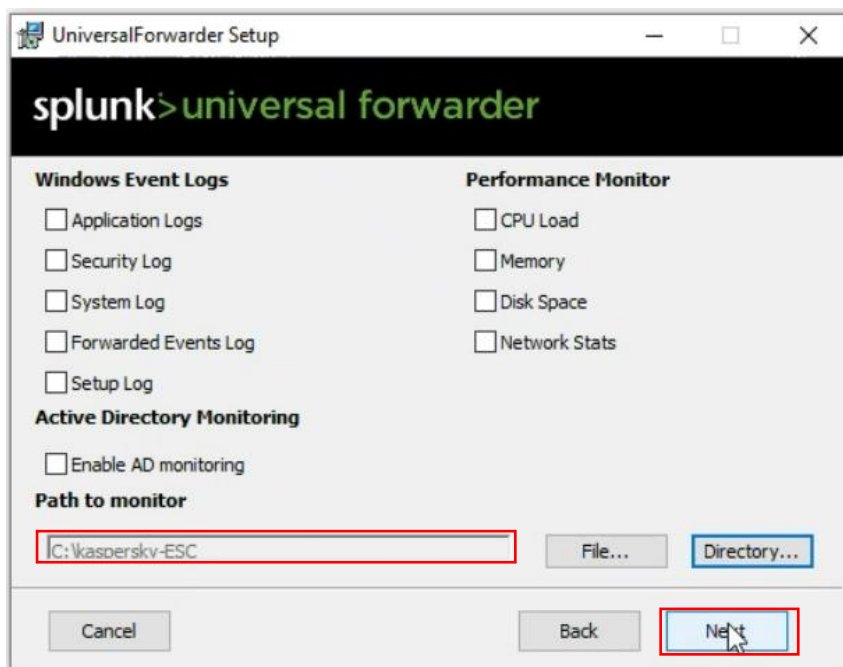 UniversalForwarder Setup
splunk>universal forwarder
Windows Event Logs
Application Logs
Security Log
System Log
Forwarded Events Log
Setup Log
Performance Monitor
CPU Load
Memory
Disk Space
Network Stats
Active Directory Monitoring
Enable AD monitoring
Path to monitor
C:\kaspersky-ESC
File...
Directory...
Cancel
Back
Next